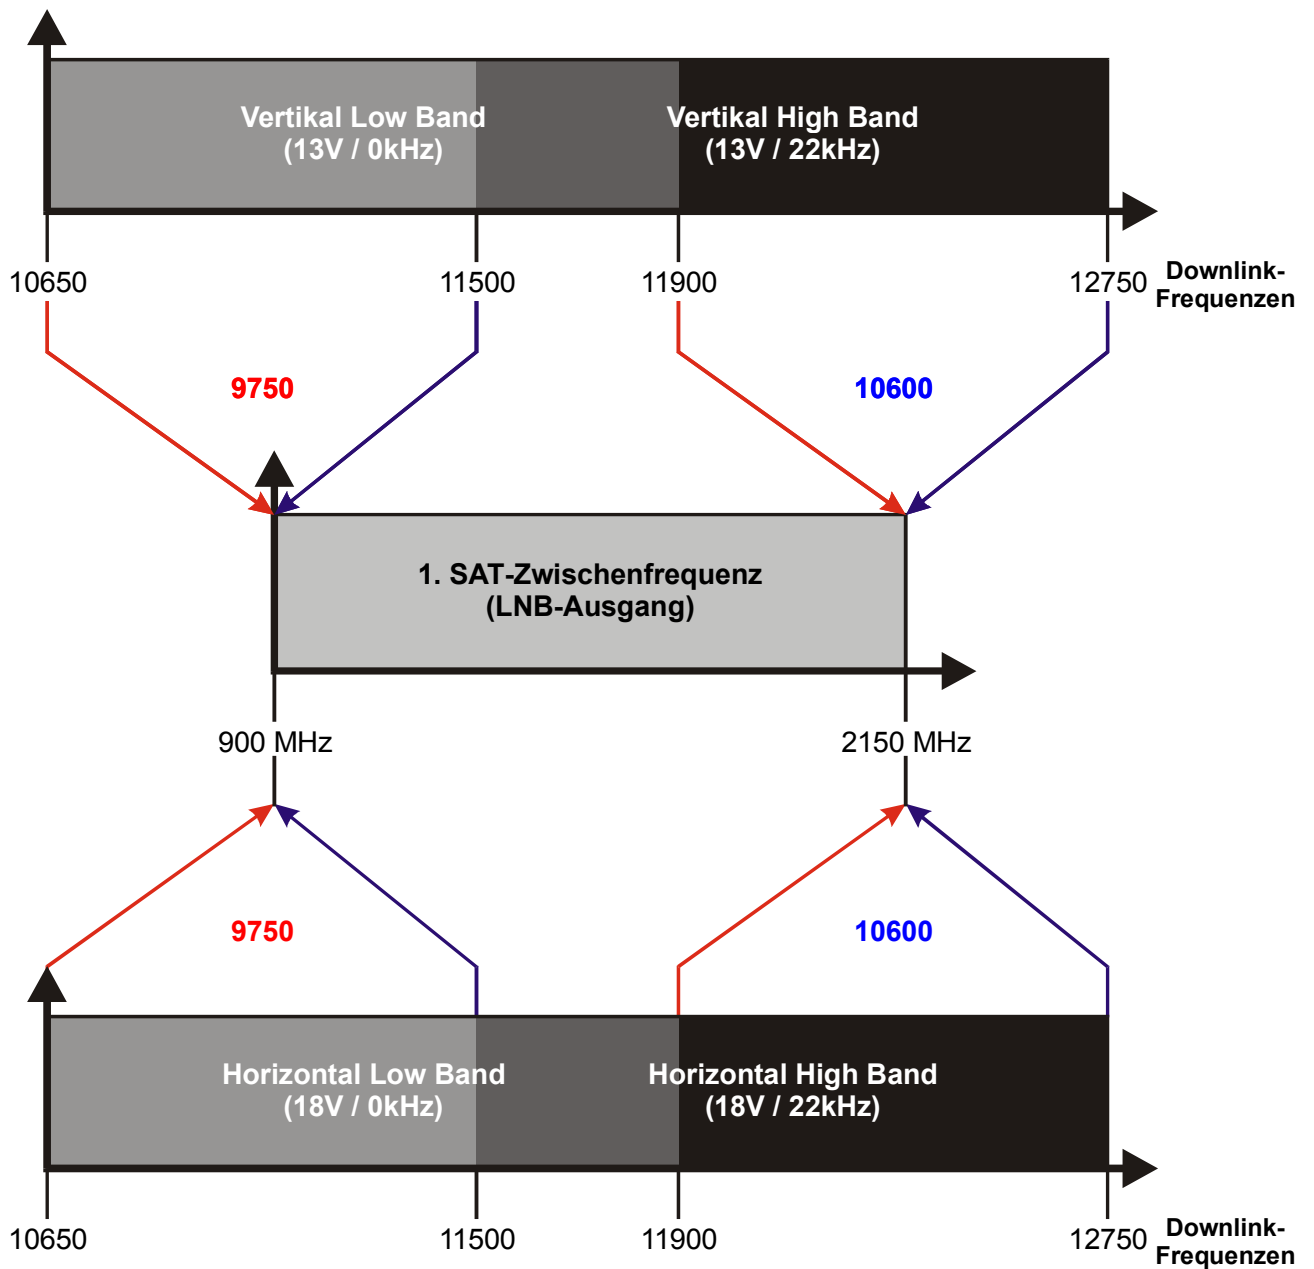 Vertikal Low Band
(13V / 0kHz)
Vertikal High Band
(13V / 22kHz)
10650
11500
11900
12750
Downlink-
Frequenzen
9750
10600
1. SAT-Zwischenfrequenz
(LNB-Ausgang)
900 MHz
2150 MHz
9750
10600
Horizontal Low Band
(18V / 0kHz)
Horizontal High Band
(18V / 22kHz)
10650
11500
11900
12750
Downlink-
Frequenzen